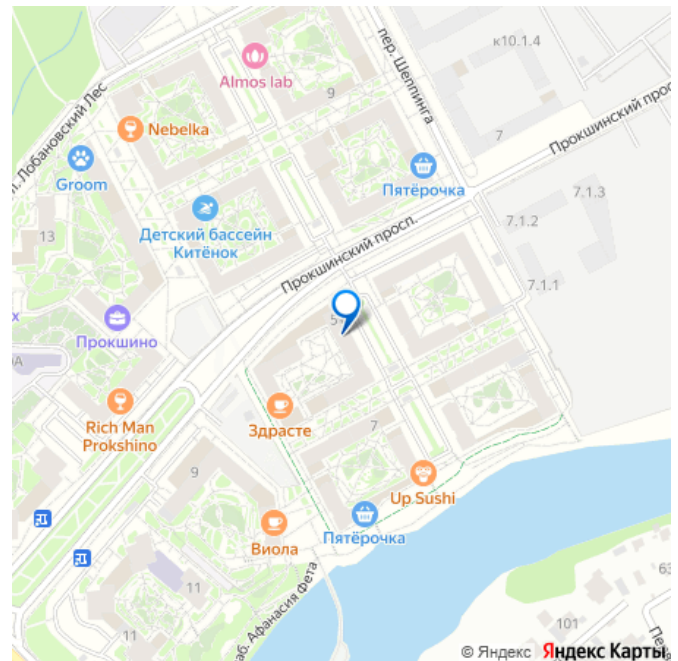 к10.1.4
пер. Шеппинга
Almos lab
9
Лобановский Лес
Nebelka
7
Прокшинский просп
Groom
Пятёрочка
7.1.3
Детский бассейн
Китёнок
7.1.2
13
Прокшинский просп.
7.1.1
х
Прокшино
5
Rich Man
Prokshino
Здрасте
7
9
Up Sushi
Виола
Пятёрочка
наб. Афанасия Фета
11
11
63
101
© Яндекс Яндекс Карты